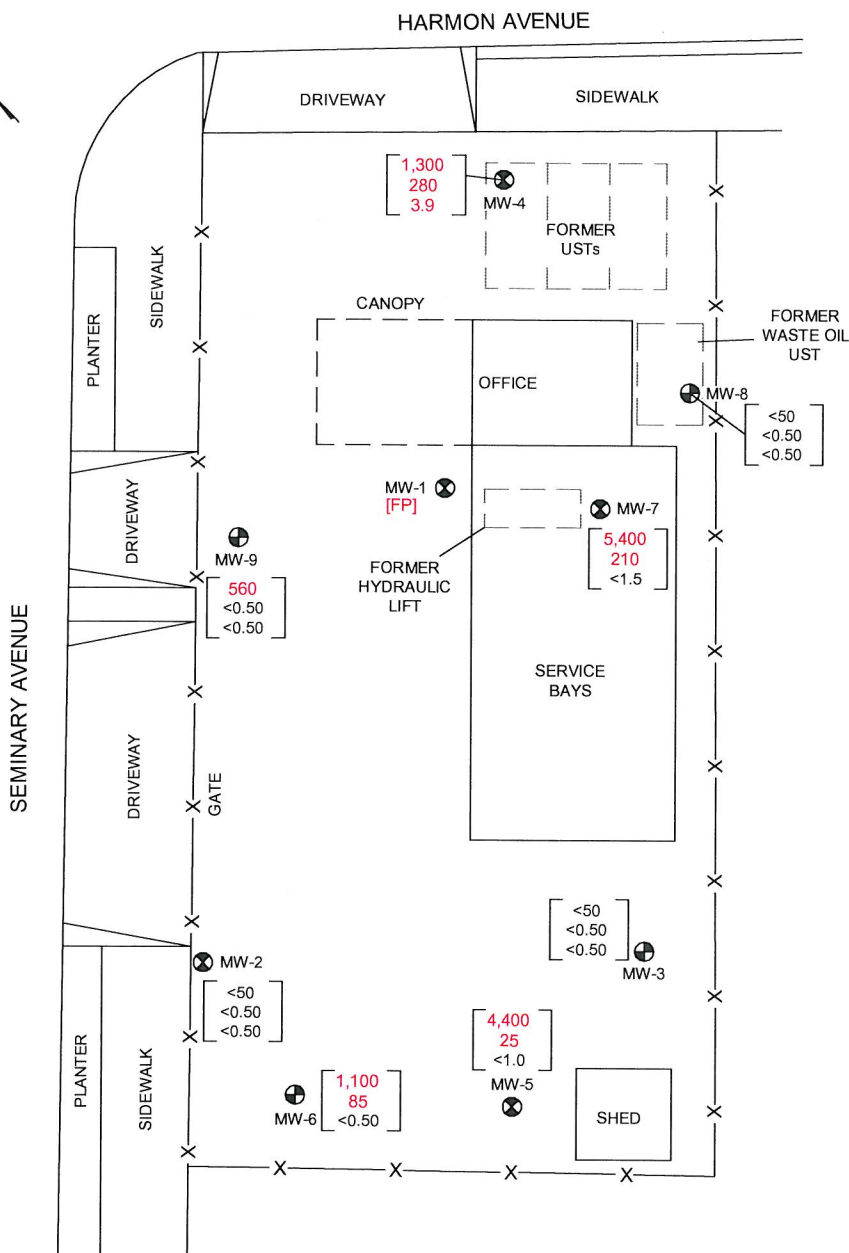 HARMON AVENUE
DRIVEWAY
SIDEWALK
1,300
280
3.9
MW-4
FORMER
USTs
SIDEWALK
PLANTER
CANOPY
OFFICE
FORMER
WASTE OIL
UST
MW-8
<50
<0.50
<0.50
MW-1
[FP]
MW-7
5,400
210
<1.5
FORMER
HYDRAULIC
LIFT
DRIVEWAY
MW-9
560
<0.50
<0.50
SEMINARY AVENUE
SERVICE
BAYS
DRIVEWAY
GATE
<50
<0.50
<0.50
MW-3
MW-2
<50
<0.50
<0.50
4,400
25
<1.0
MW-5
PLANTER
SIDEWALK
1,100
85
<0.50
MW-6
SHED